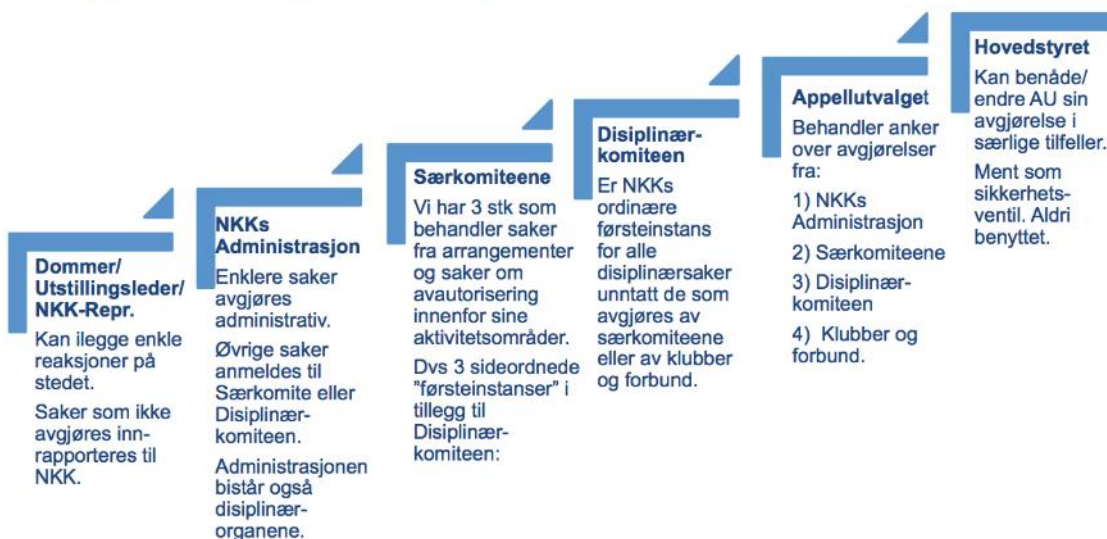 Dommer/
Utstillingsleder/
NKK-Repr.
Kan ilegge enkle
reaksjoner på
stedet.
Saker som ikke
avgjøres inn-
rapporteres til
NKK.
NKKs
Administrasjon
Enklere saker
avgjøres
administrativ.
Øvrige saker
anmeldes til
Særkomite eller
Disiplinær-
komiteen.
Administrasjonen
bistår også
disiplinær-
organene.
Særkomiteene
Vi har 3 stk som
behandler saker
fra arrangementer
og saker om
avautorisering
innenfor sine
aktivitetsområder.
Dvs 3 sideordnede
"førsteinstanser" i
tillegg til
Disiplinær-
komiteen:
Disiplinær-
komiteen
Er NKKs
ordinære
førsteinstans
for alle
disiplinærsaker
unntatt de som
avgjøres av
særkomiteene
eller av klubber
og forbund.
Appellutvalget
Behandler anker
over avgjørelser
fra:
1) NKKs
Administrasjon
2) Særkomiteene
3) Disiplinær-
komiteen
4) Klubber og
forbund.
Hovedstyret
Kan benåde/
endre AU sin
avgjørelse i
særlige tilfeller.
Ment som
sikkerhets-
ventil. Aldri
benyttet.